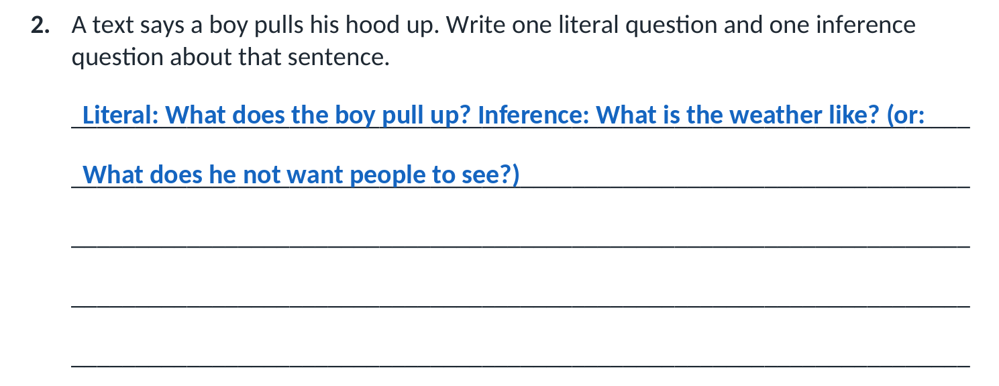 2. A text says a boy pulls his hood up. Write one literal question and one inference
question about that sentence.
Literal: What does the boy pull up? Inference: What is the weather like? (or:
What does he not want people to see?)